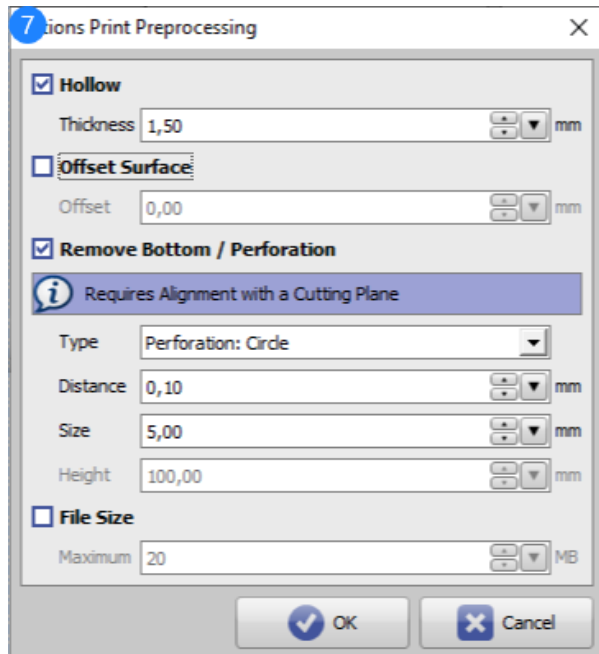 7 tions Print Preprocessing
Hollow
Thickness 1,50 mm
Offset Surface
Offset 0,00 mm
Remove Bottom / Perforation
Requires Alignment with a Cutting Plane
Type Perforation: Circle
Distance 0,10 mm
Size 5,00 mm
Height 100,00 mm
File Size
Maximum 20 MB
OK Cancel